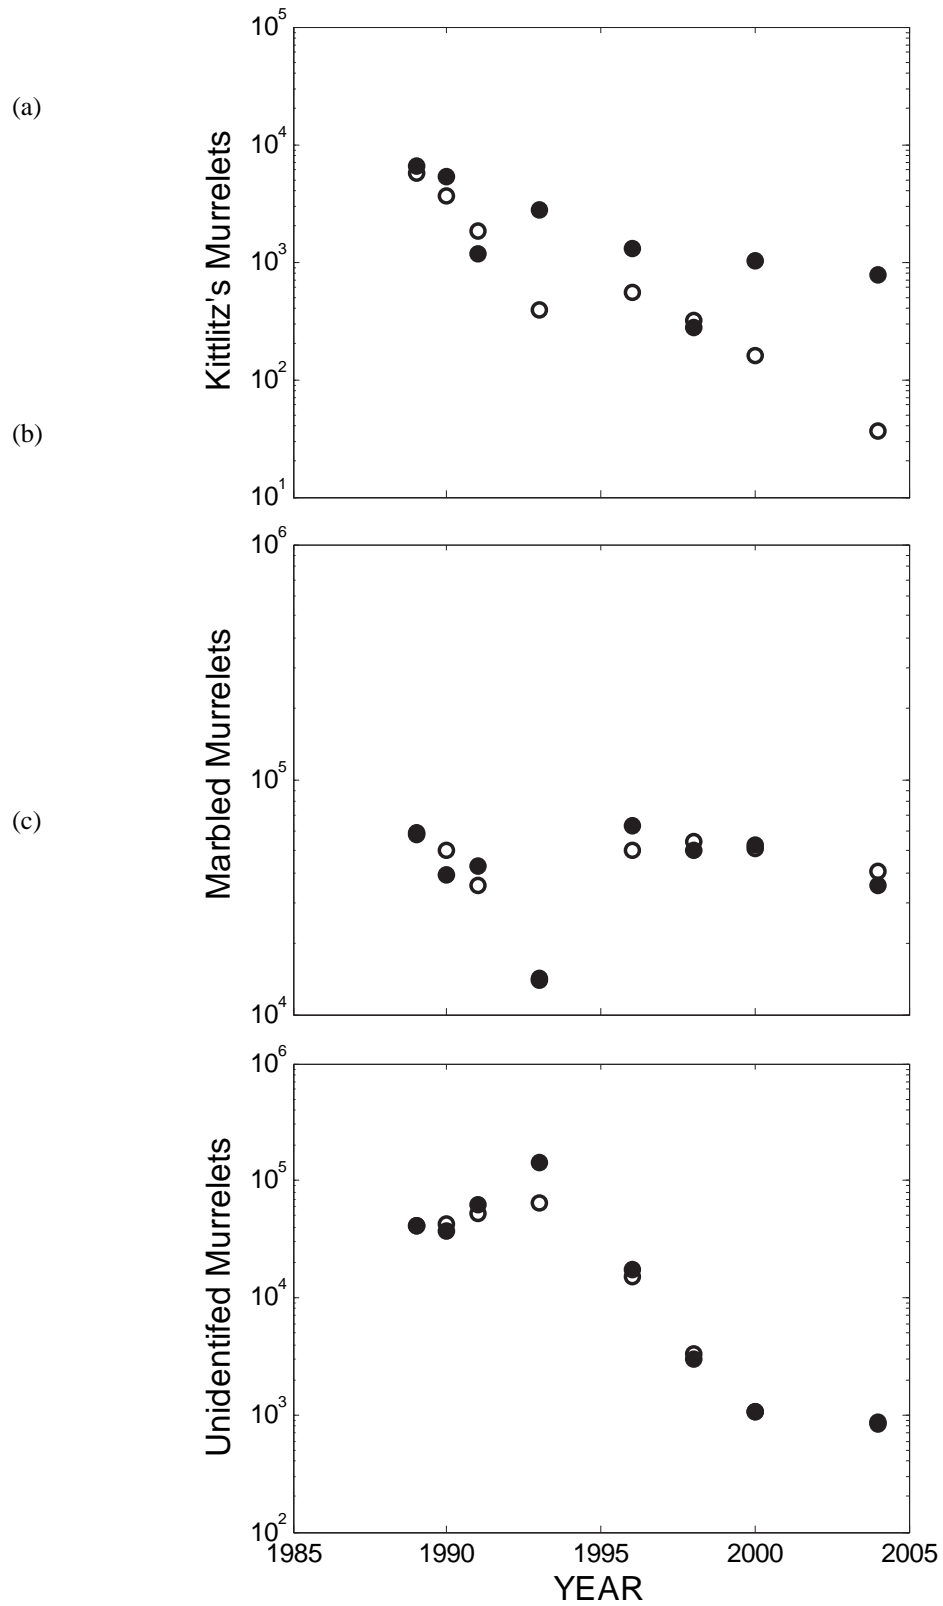 (a)
Kittlitz's Murrelets
10^5
10^4
10^3
10^2
10^1
(b)
Marbled Murrelets
10^6
10^5
10^4
(c)
Unidentifed Murrelets
10^6
10^5
10^4
10^3
10^2
1985 1990 1995 2000 2005
YEAR